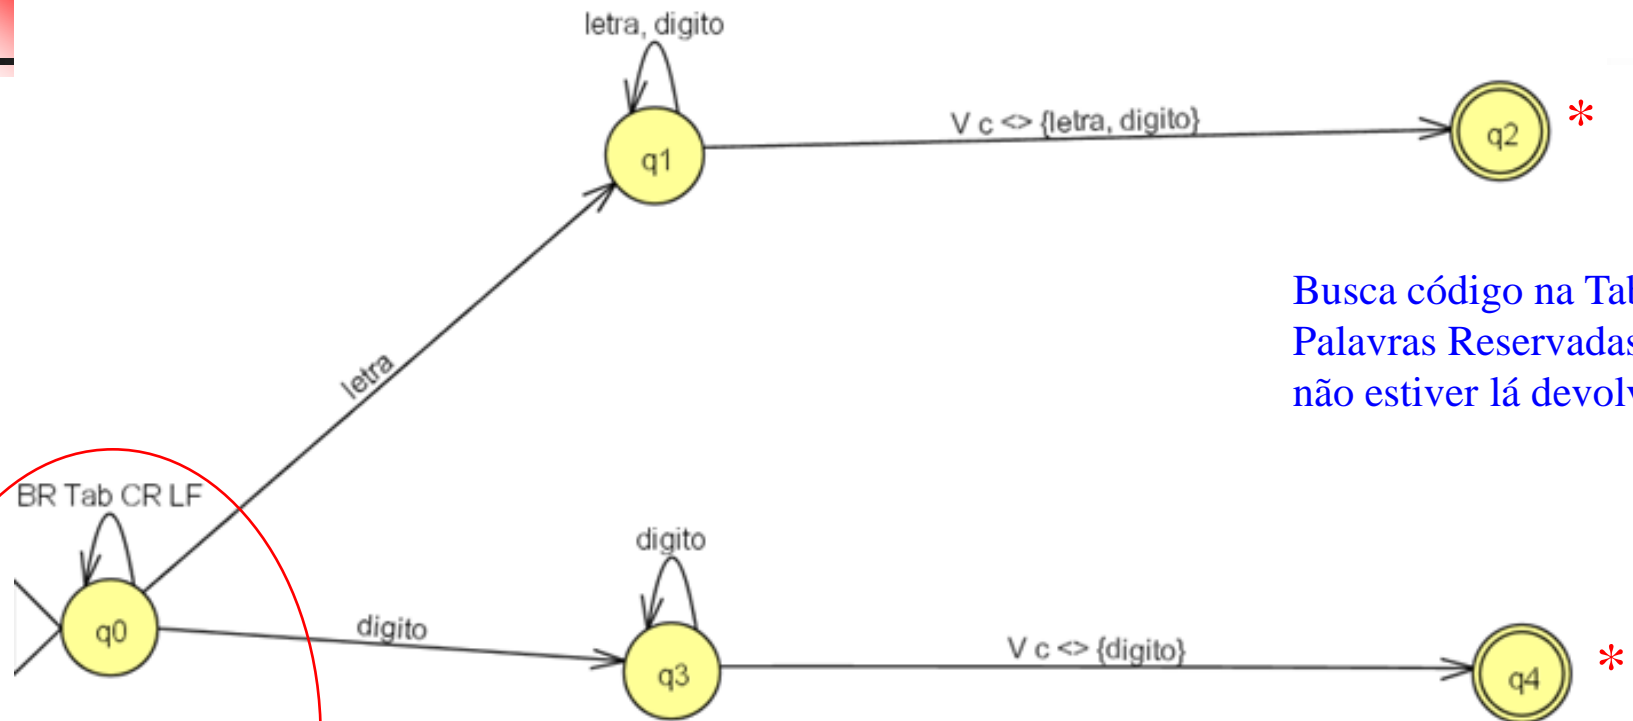 letra, digito
V c <> {letra, digito}
q1
q2
*
Busca código na
Palavras Reservadas
não estiver lá
letra
BR Tab CR LF
digito
q0
digito
V c <> {digito}
q3
q4
*